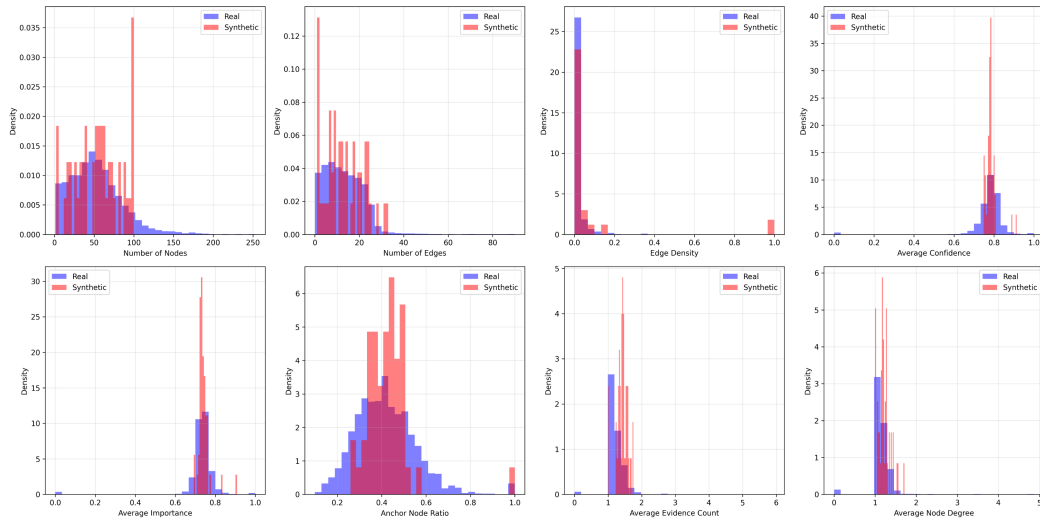 Real
Synthetic
0.035
0.030
0.025
0.020
0.015
0.010
0.005
0.000
Density
0 50 100 150 200 250
Number of Nodes
Real
Synthetic
0.12
0.10
0.08
0.06
0.04
0.02
0.00
Density
0 20 40 60 80
Number of Edges
Real
Synthetic
25
20
15
10
5
0
Density
0.0 0.2 0.4 0.6 0.8 1.0
Edge Density
Real
Synthetic
40
35
30
25
20
15
10
5
0
Density
0.0 0.2 0.4 0.6 0.8 1.0
Average Confidence
Real
Synthetic
30
25
20
15
10
5
0
Density
0.0 0.2 0.4 0.6 0.8 1.0
Average Importance
Real
Synthetic
6
5
4
3
2
1
0
Density
0.2 0.4 0.6 0.8 1.0
Anchor Node Ratio
Real
Synthetic
5
4
3
2
1
0
Density
0 1 2 3 4 5 6
Average Evidence Count
Real
Synthetic
6
5
4
3
2
1
0
Density
0 1 2 3 4 5
Average Node Degree